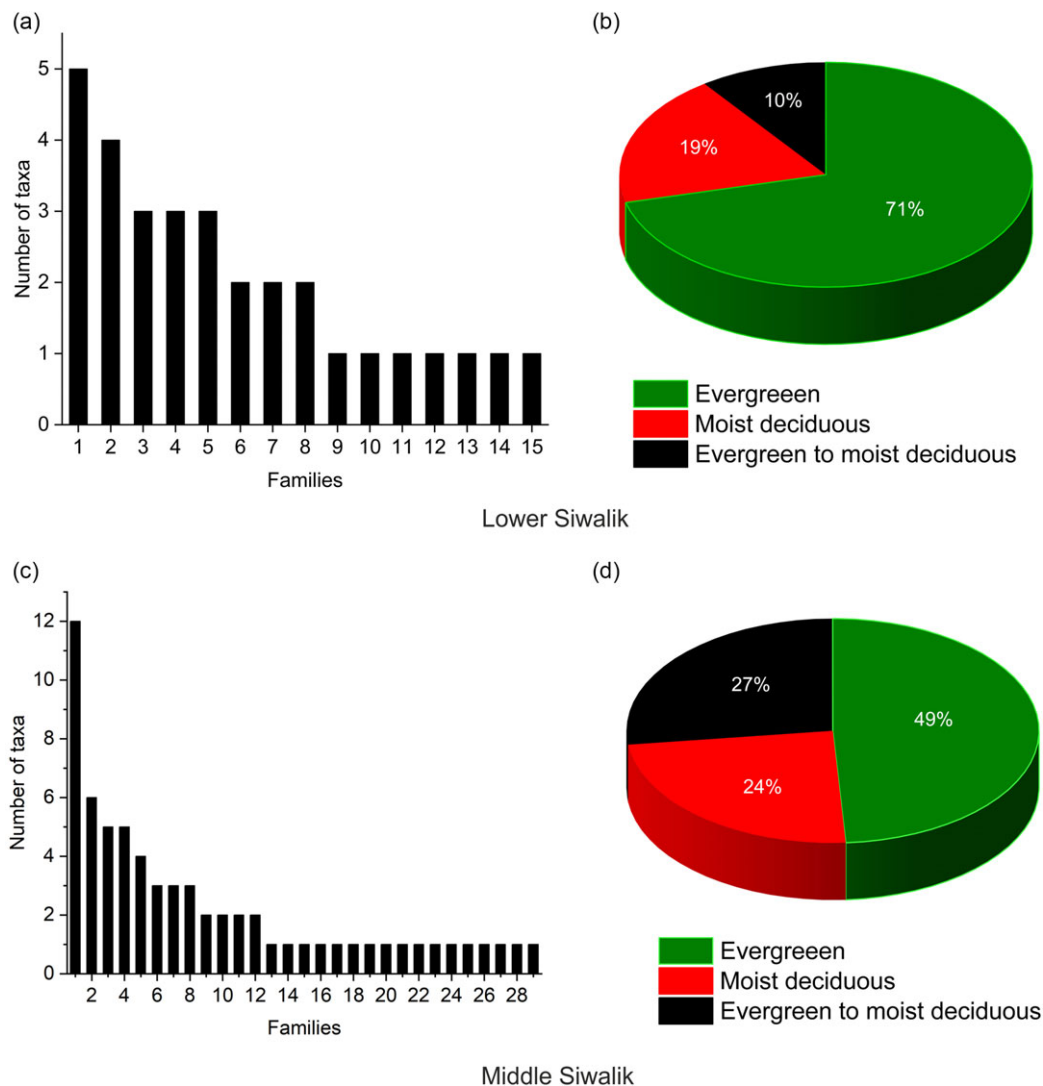 (a)
Number of taxa
5
4
3
2
1
0
1 2 3 4 5 6 7 8 9 10 11 12 13 14 15
Families
(b)
10%
19%
71%
Evergreeen
Moist deciduous
Evergreen to moist deciduous
Lower Siwalik
(c)
Number of taxa
12
10
8
6
4
2
0
2 4 6 8 10 12 14 16 18 20 22 24 26 28
Families
(d)
27%
49%
24%
Evergreeen
Moist deciduous
Evergreen to moist deciduous
Middle Siwalik